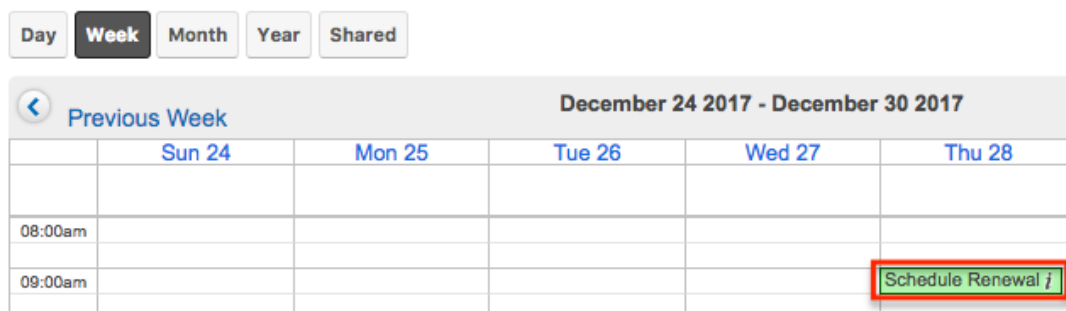 Day Week Month Year Shared
Previous Week December 24 2017 - December 30 2017
Sun 24 Mon 25 Tue 26 Wed 27 Thu 28
08:00am
09:00am Schedule Renewal i